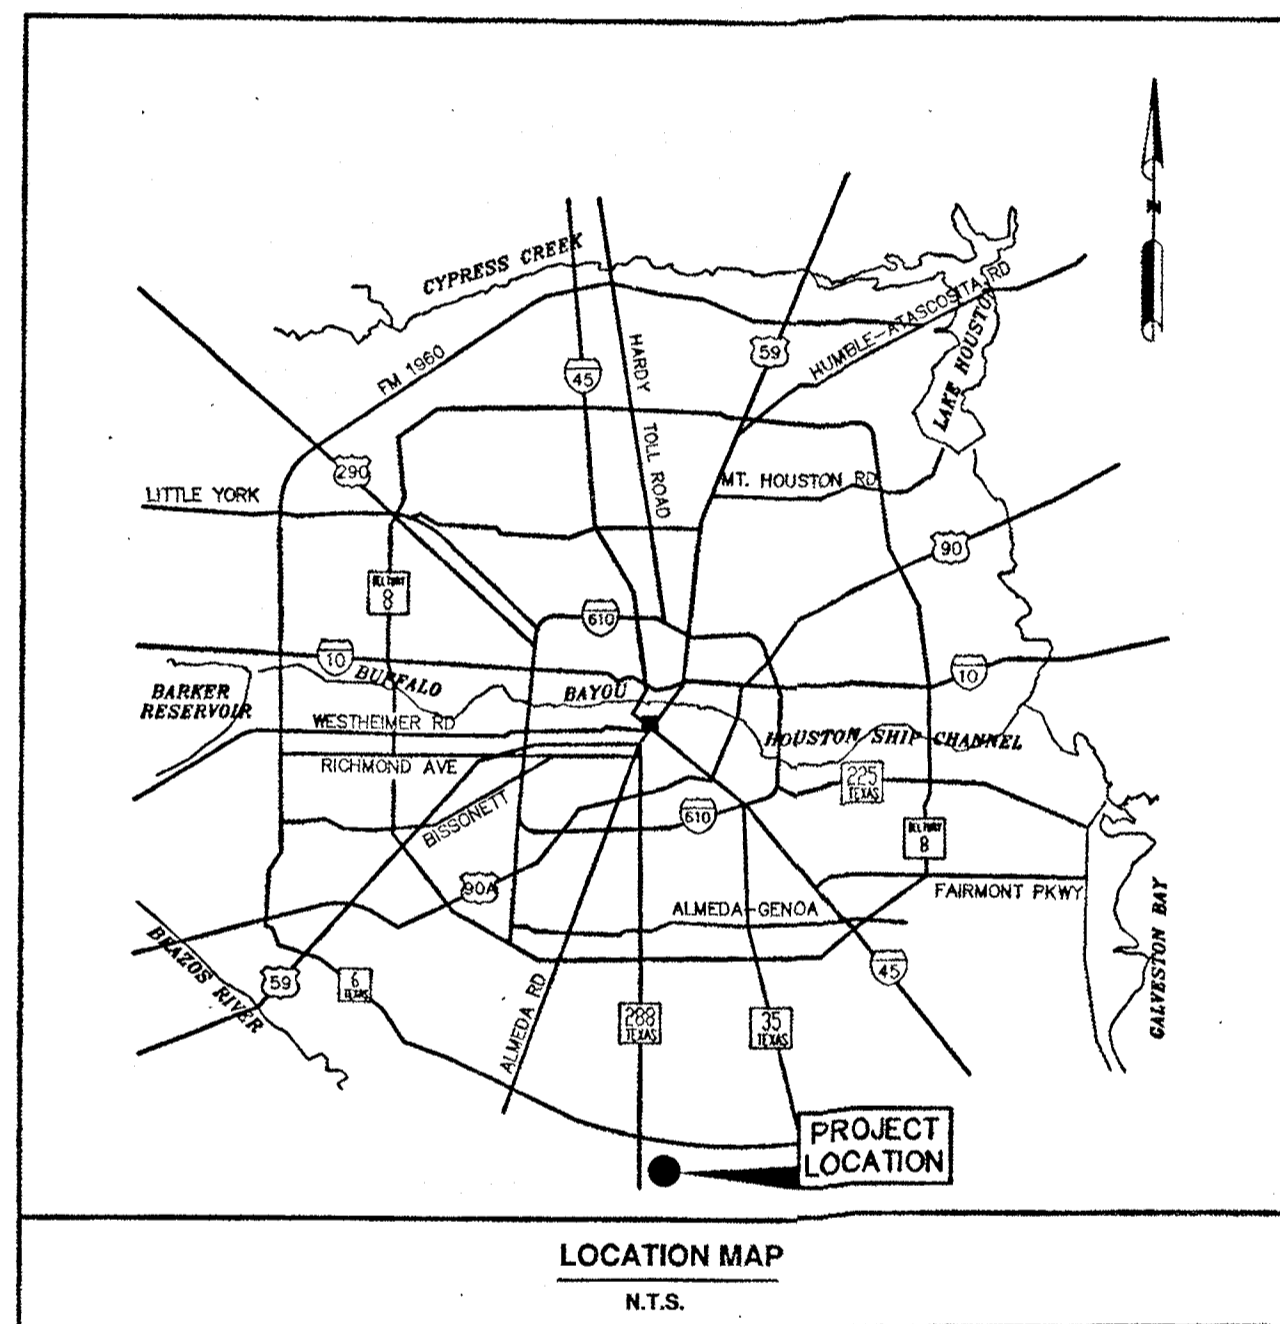 N
CYPRESS CREEK
HUMBLE-ATASCOSITA RD
LAKE HOUSTON
FM 1960
45
HARDY TOLL ROAD
59
290
LITTLE YORK
MT. HOUSTON RD
90
BELTWAY
8
610
10
BUFFALO BAYOU
10
BARKER
RESERVOIR
WESTHEIMER RD
HOUSTON SHIP CHANNEL
RICHMOND AVE
225
TEXAS
BISSONETT
610
BELTWAY
8
90A
FAIRMONT PKWY
ALMEDA-GENOA
GALVESTON BAY
BRAZOS RIVER
59
6
TEXAS
45
ALMEDA RD
288
TEXAS
35
TEXAS
PROJECT
LOCATION
LOCATION MAP
N.T.S.